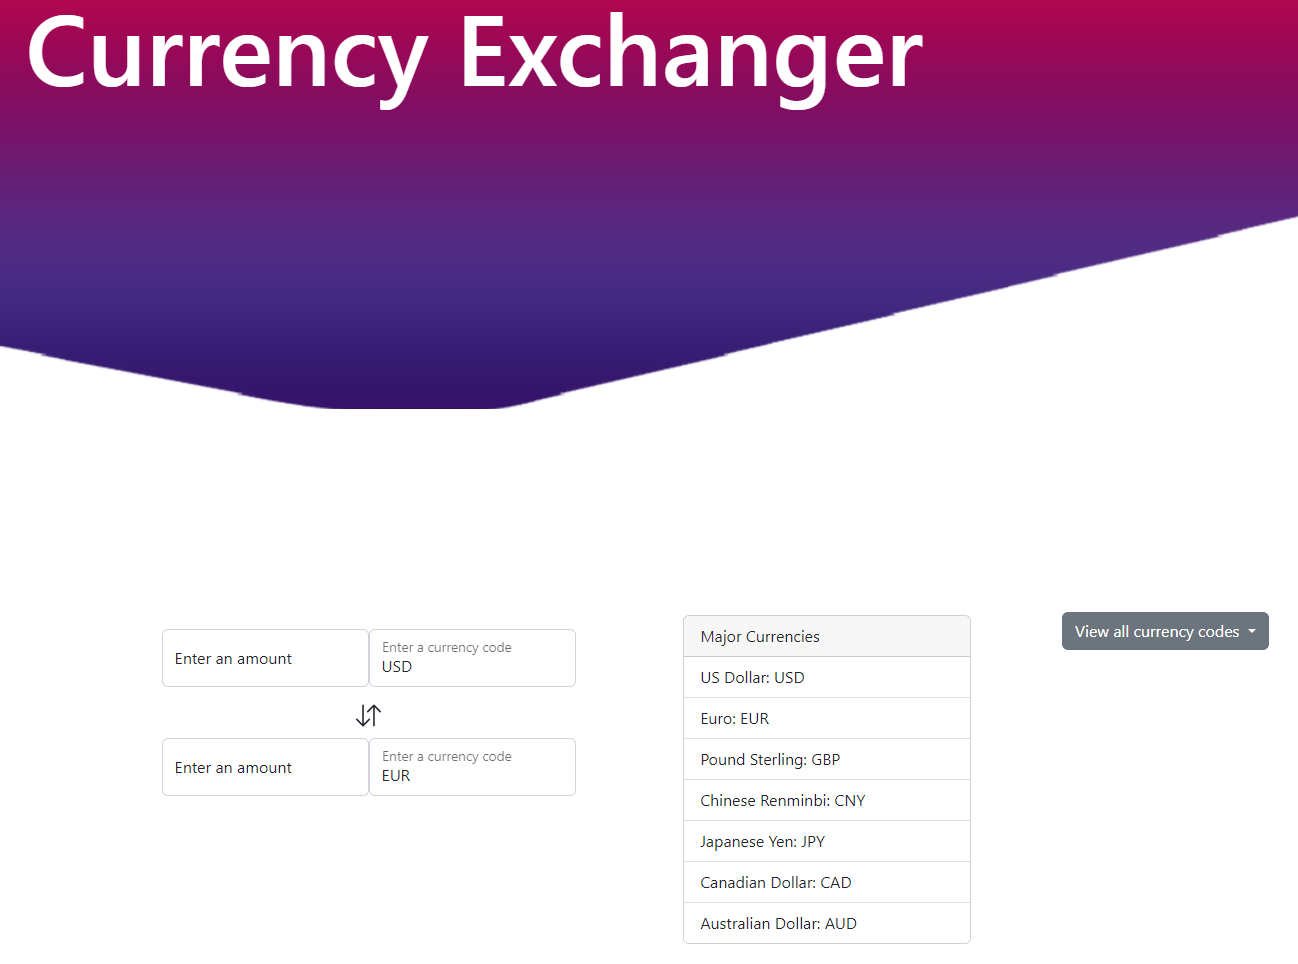 Currency Exchanger
Enter an amount
Enter a currency code
USD
Enter an amount
Enter a currency code
EUR
Major Currencies
US Dollar: USD
Euro: EUR
Pound Sterling: GBP
Chinese Renminbi: CNY
Japanese Yen: JPY
Canadian Dollar: CAD
Australian Dollar: AUD
View all currency codes